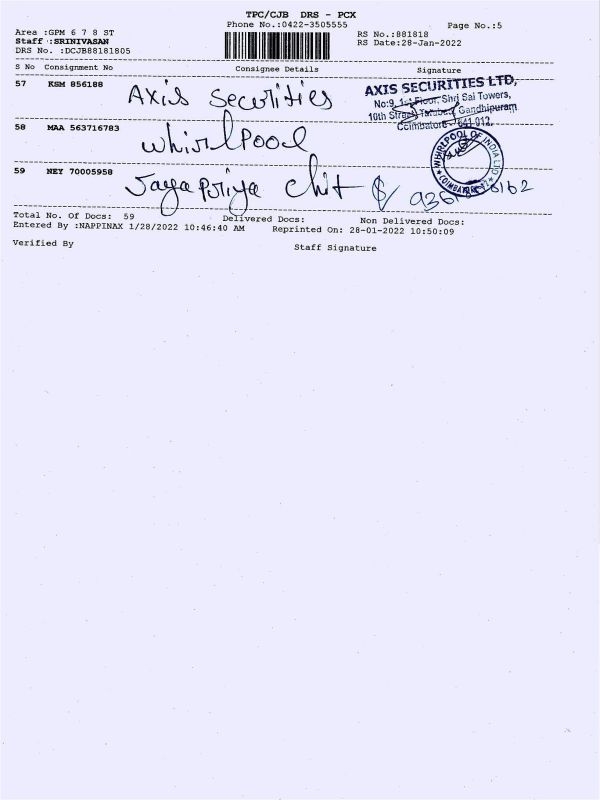 TPC/CJB DRS - PCX
Phone No.:0422-3505555 Page No.:5
Area :GPM 6 7 8 ST RS No.:881818
Staff :SRINIVASAN RS Date:28-Jan-2022
DRS No. :DCJB88181805
S No Consignment No Consignee Details Signature
57 KSM 856188 Axis Securities AXIS SECURITIES LTD,
No:9, 1st Floor, Shri Sai Towers,
10th Street Tatabad Gandhipuram
Coimbatore - 641 012.
58 MAA 563716783 Whirlpool
WHIRLPOOL OF INDIA LTD
COIMBATORE
59 NEY 70005958 Jayapriya chit
Total No. Of Docs: 59 Delivered Docs: Non Delivered Docs:
Entered By :NAPPINAX 1/28/2022 10:46:40 AM Reprinted On: 28-01-2022 10:50:09
Verified By Staff Signature